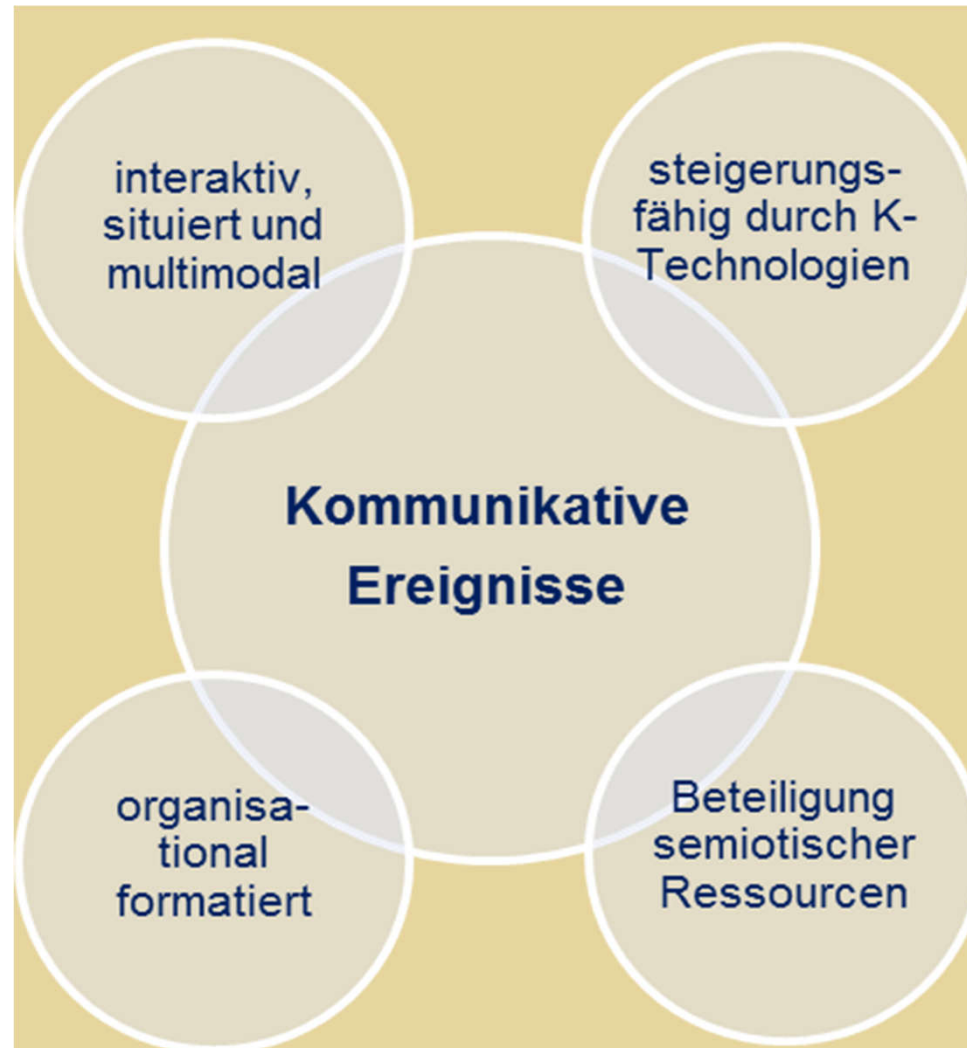 interaktiv,
situiert und
multimodal
steigerungs-
fähig durch K-
Technologien
Kommunikative
Ereignisse
organisa-
tional
formatiert
Beteiligung
semiotischer
Ressourcen